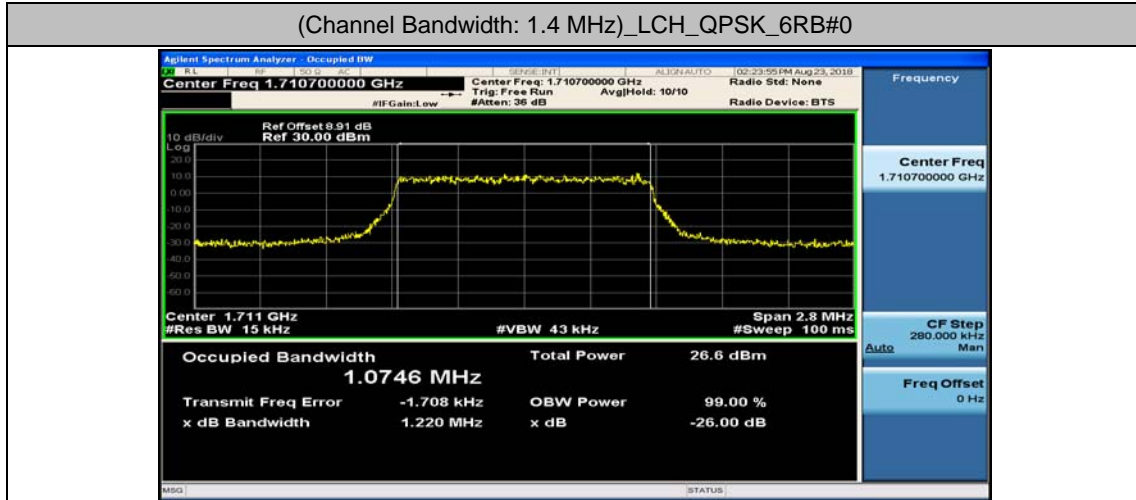 (Channel Bandwidth: 1.4 MHz)_LCH_QPSK_6RB#0
Agilent Spectrum Analyzer - Occupied BW
RL RF 50 Ω AC SENSE:INT ALIGNAUTO 02:23:55 PM Aug 23, 2018
Center Freq 1.710700000 GHz
Center Freq: 1.710700000 GHz
Radio Std: None
Trig: Free Run Avg|Hold: 10/10
#IFGain:Low #Atten: 36 dB Radio Device: BTS
Ref Offset 8.91 dB
10 dB/div Ref 30.00 dBm
Log
20.0
10.0
0.00
-10.0
-20.0
-30.0
-40.0
-50.0
-60.0
Center 1.711 GHz Span 2.8 MHz
#Res BW 15 kHz #VBW 43 kHz #Sweep 100 ms
Occupied Bandwidth Total Power 26.6 dBm
1.0746 MHz
Transmit Freq Error -1.708 kHz OBW Power 99.00 %
x dB Bandwidth 1.220 MHz x dB -26.00 dB
MSG STATUS
Frequency
Center Freq
1.710700000 GHz
CF Step
280.000 kHz
Auto Man
Freq Offset
0 Hz